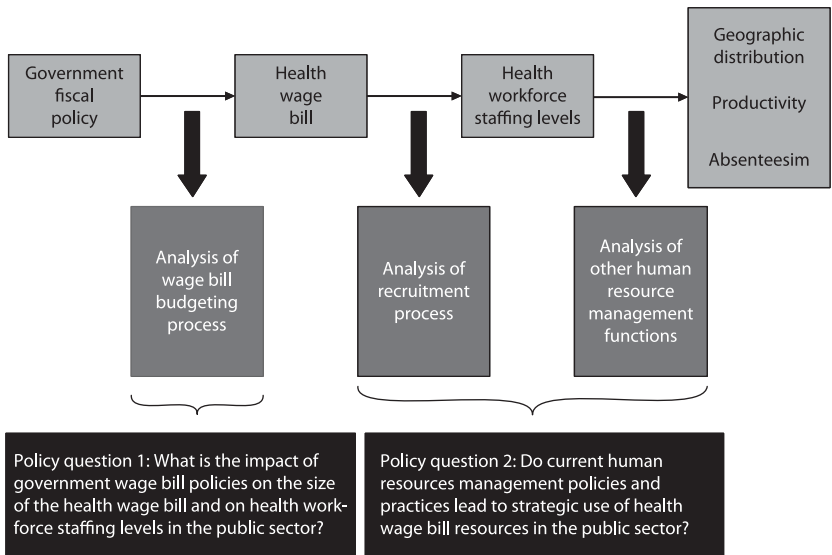 Government
fiscal
policy
Health
wage
bill
Health
workforce
staffing levels
Geographic
distribution
Productivity
Absenteesim
Analysis of
wage bill
budgeting
process
Analysis of
recruitment
process
Analysis of
other human
resource
management
functions
Policy question 1: What is the impact of
government wage bill policies on the size
of the health wage bill and on health work-
force staffing levels in the public sector?
Policy question 2: Do current human
resources management policies and
practices lead to strategic use of health
wage bill resources in the public sector?